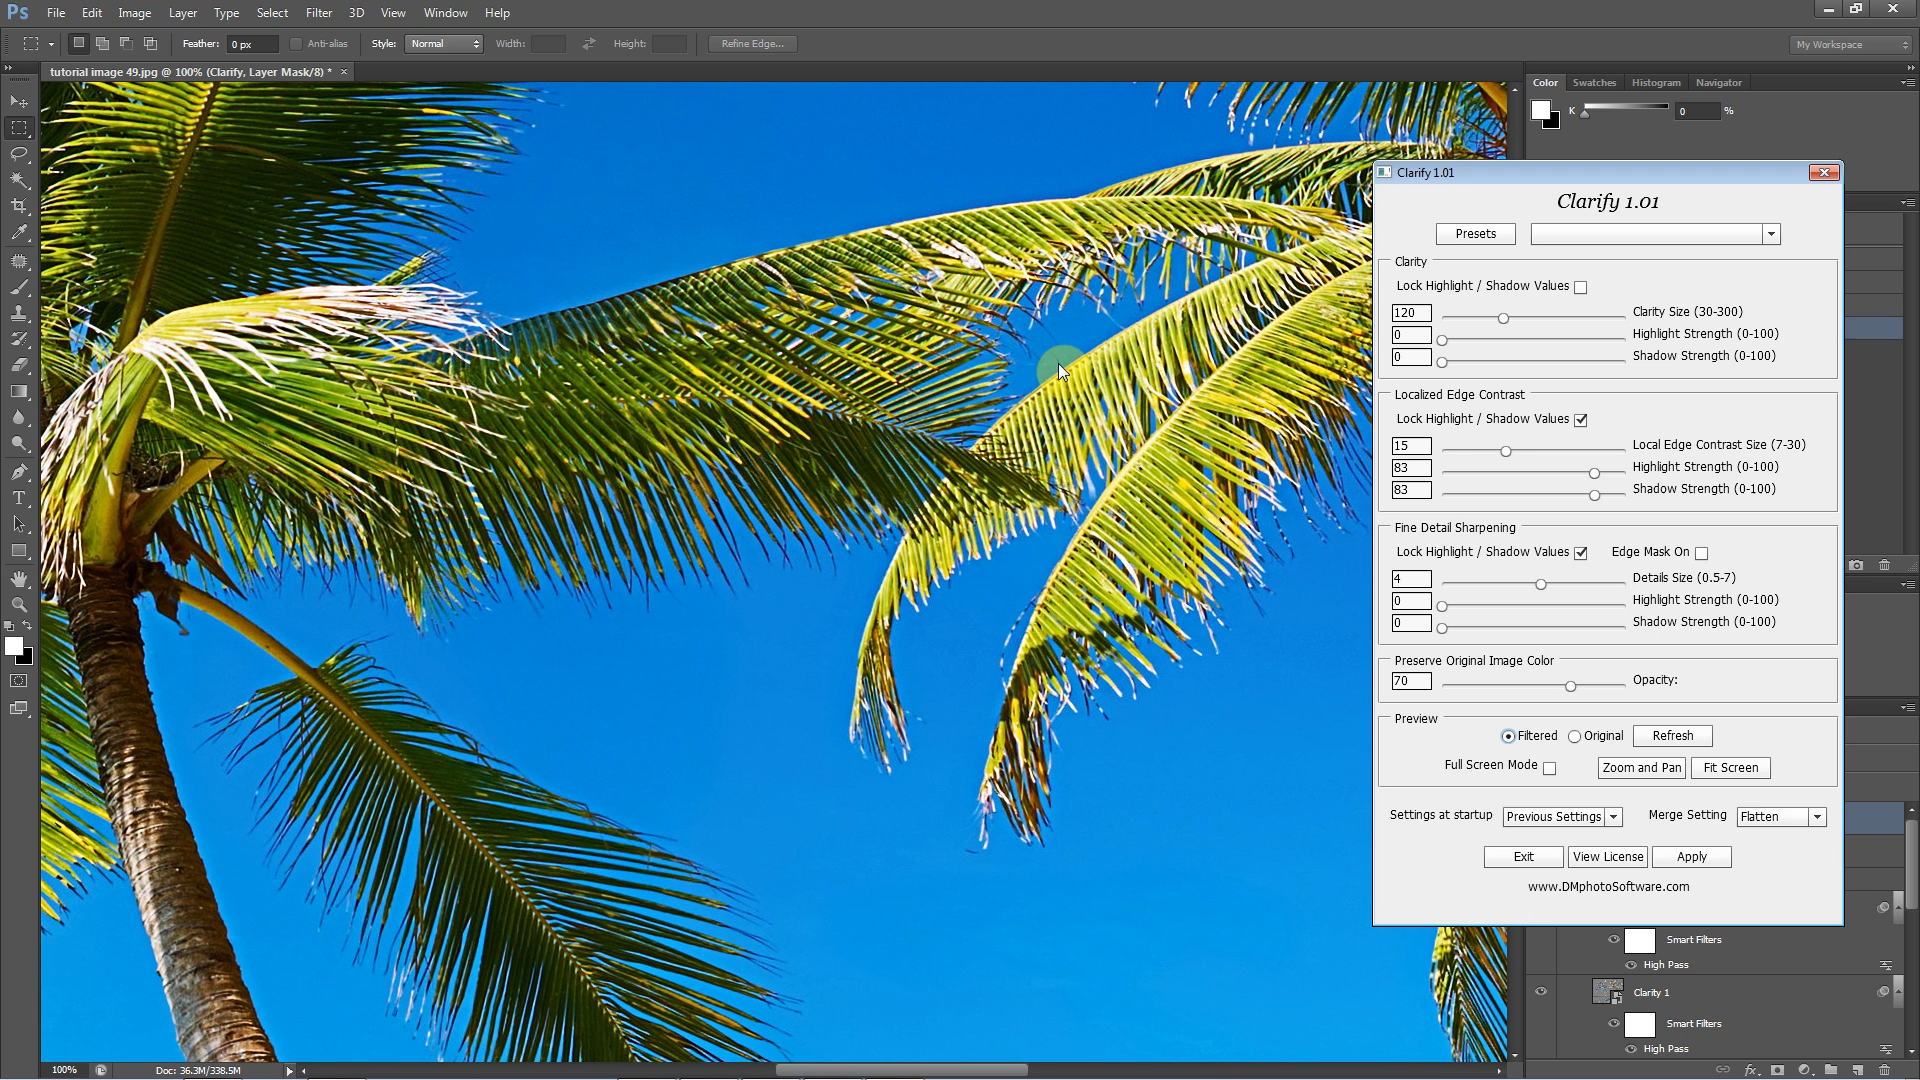 Ps File Edit Image Layer Type Select Filter 3D View Window Help
Feather: 0 px Anti-alias Style: Normal Width: Height: Refine Edge... My Workspace
tutorial image 49.jpg @ 100% (Clarify, Layer Mask/8) * ×
Color Swatches Histogram Navigator
K 0 %
Clarify 1.01
Clarify 1.01
Presets
Clarity
Lock Highlight / Shadow Values
120 Clarity Size (30-300)
0 Highlight Strength (0-100)
0 Shadow Strength (0-100)
Localized Edge Contrast
Lock Highlight / Shadow Values
15 Local Edge Contrast Size (7-30)
83 Highlight Strength (0-100)
83 Shadow Strength (0-100)
Fine Detail Sharpening
Lock Highlight / Shadow Values Edge Mask On
4 Details Size (0.5-7)
0 Highlight Strength (0-100)
0 Shadow Strength (0-100)
Preserve Original Image Color
70 Opacity:
Preview
Filtered Original Refresh
Full Screen Mode Zoom and Pan Fit Screen
Settings at startup Previous Settings Merge Setting Flatten
Exit View License Apply
www.DMphotoSoftware.com
Smart Filters
High Pass
Clarity 1
Smart Filters
High Pass
100% Doc: 36.3M/338.5M
fx